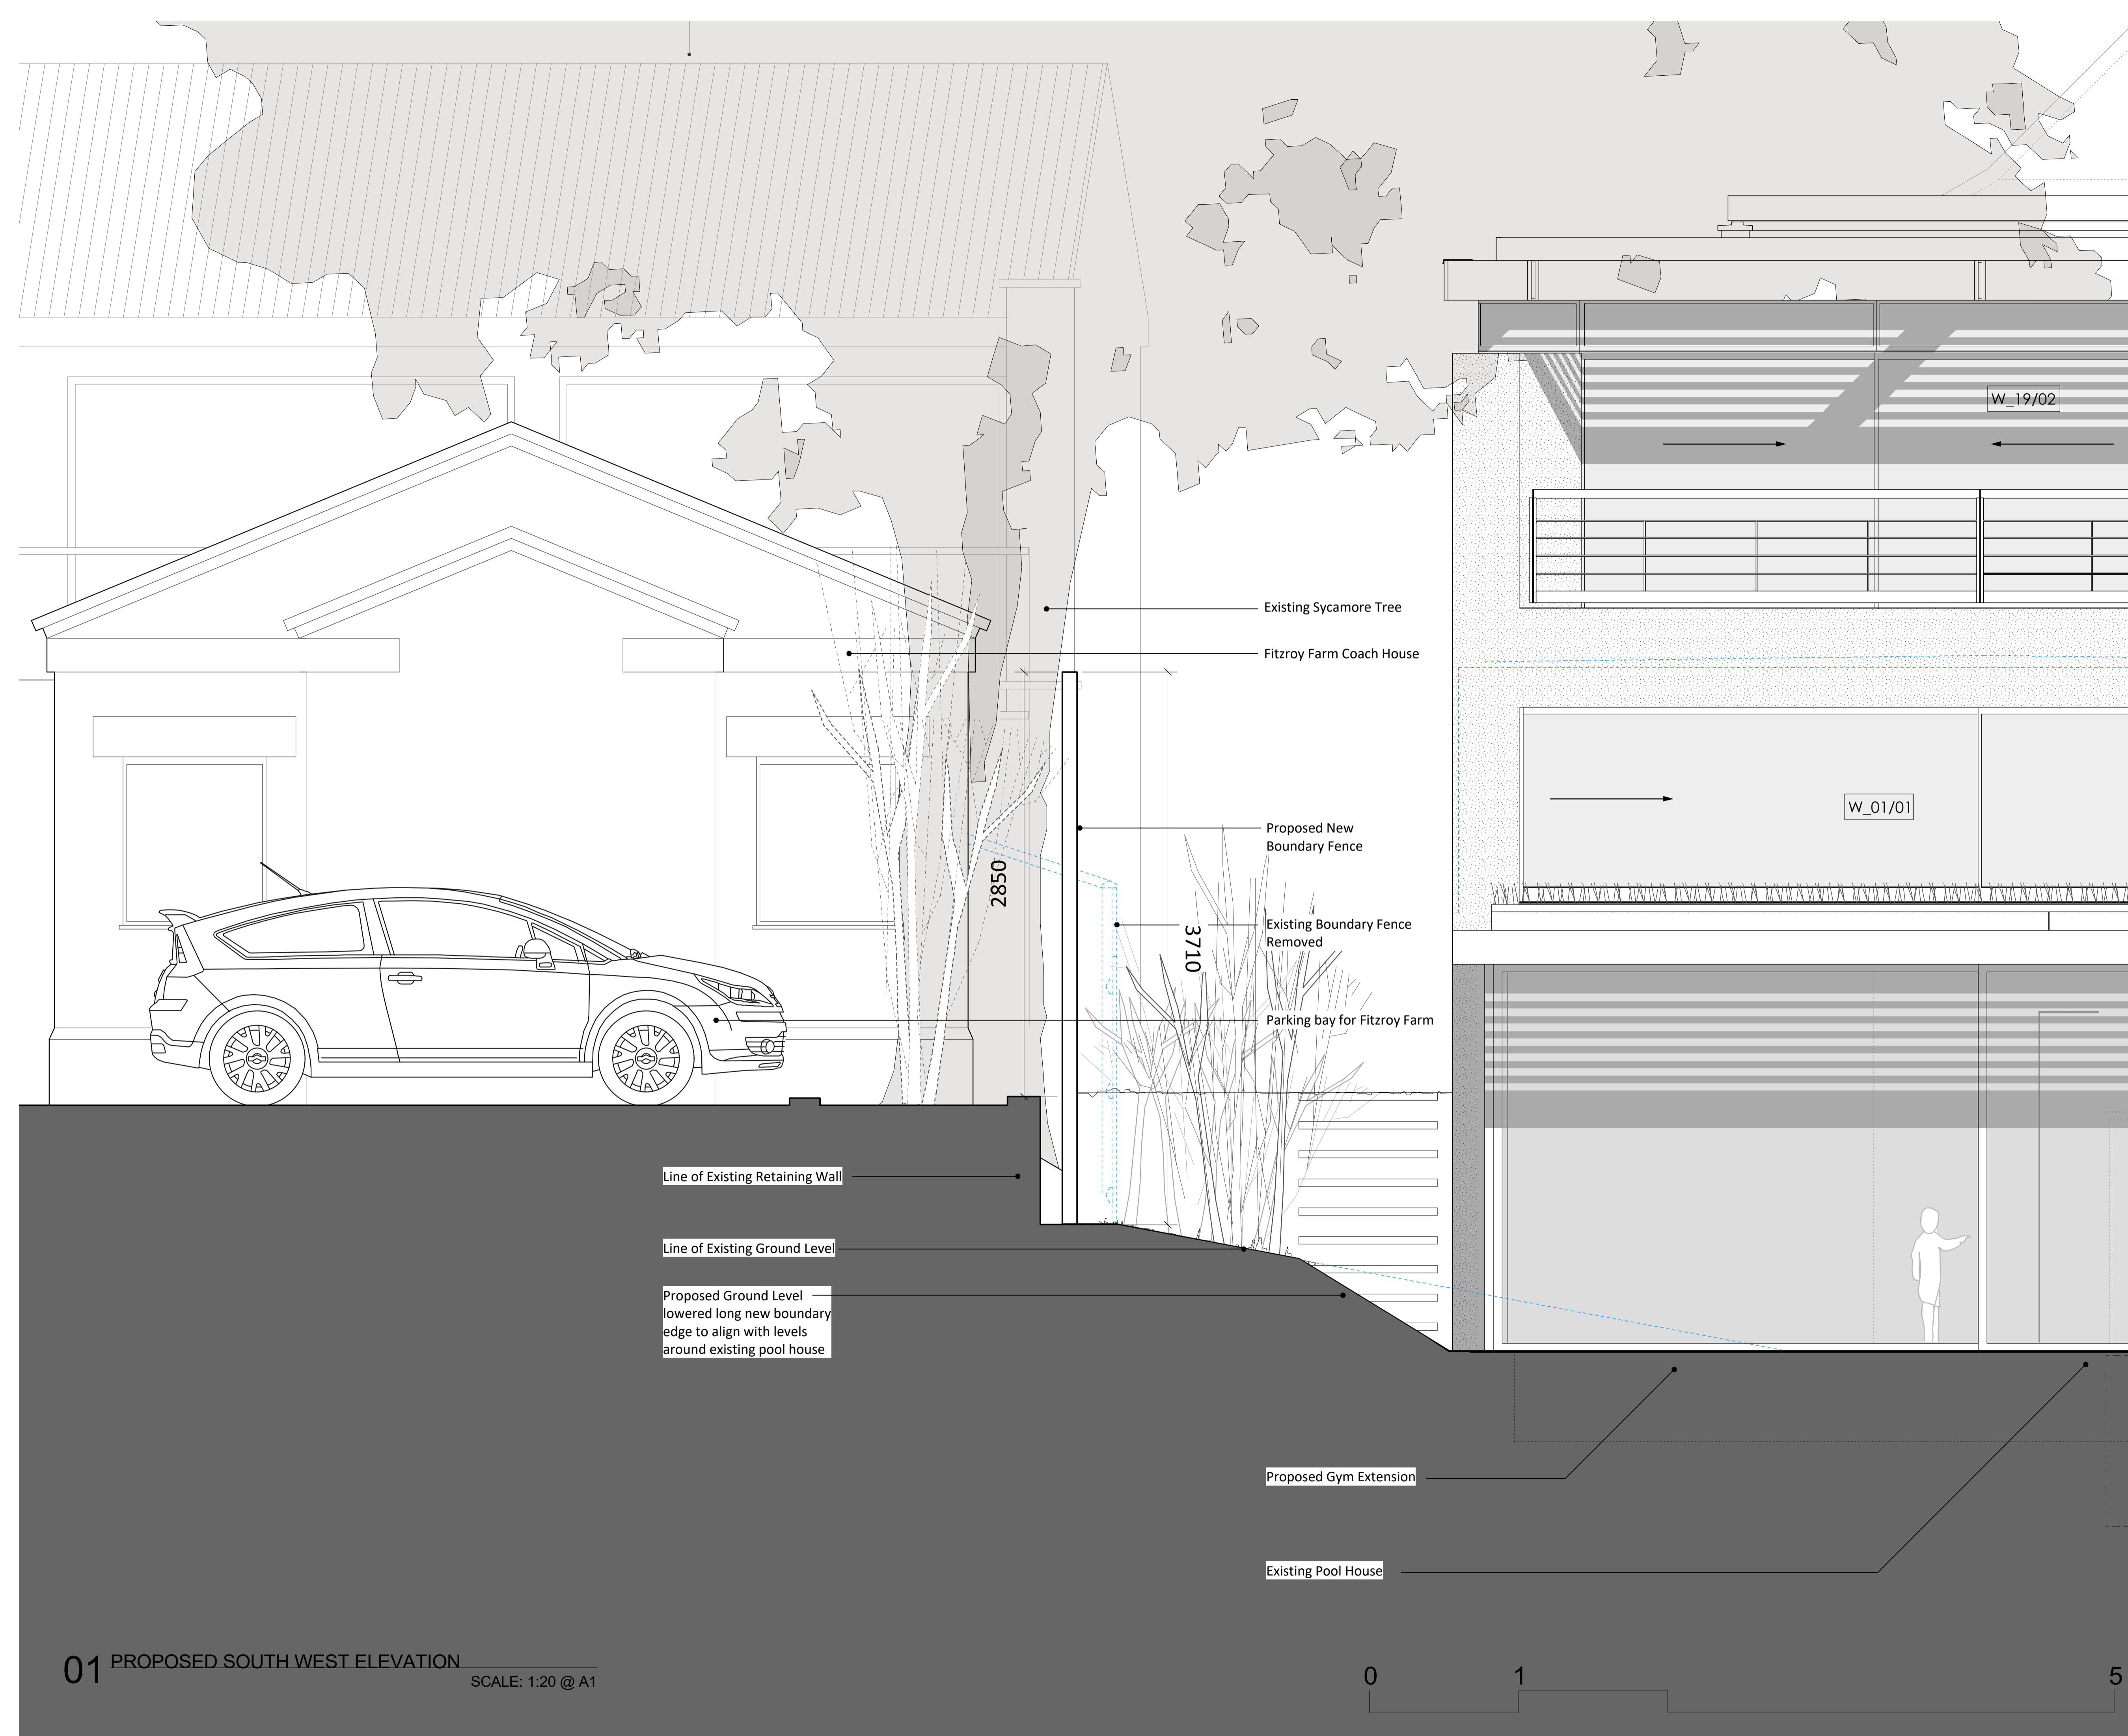 W_19/02
Existing Sycamore Tree
Fitzroy Farm Coach House
W_01/01
Proposed New
Boundary Fence
2850
3710
Existing Boundary Fence
Removed
Parking bay for Fitzroy Farm
Line of Existing Retaining Wall
Line of Existing Ground Level
Proposed Ground Level
lowered long new boundary
edge to align with levels
around existing pool house
Proposed Gym Extension
Existing Pool House
01 PROPOSED SOUTH WEST ELEVATION
SCALE: 1:20 @ A1
0 1 5